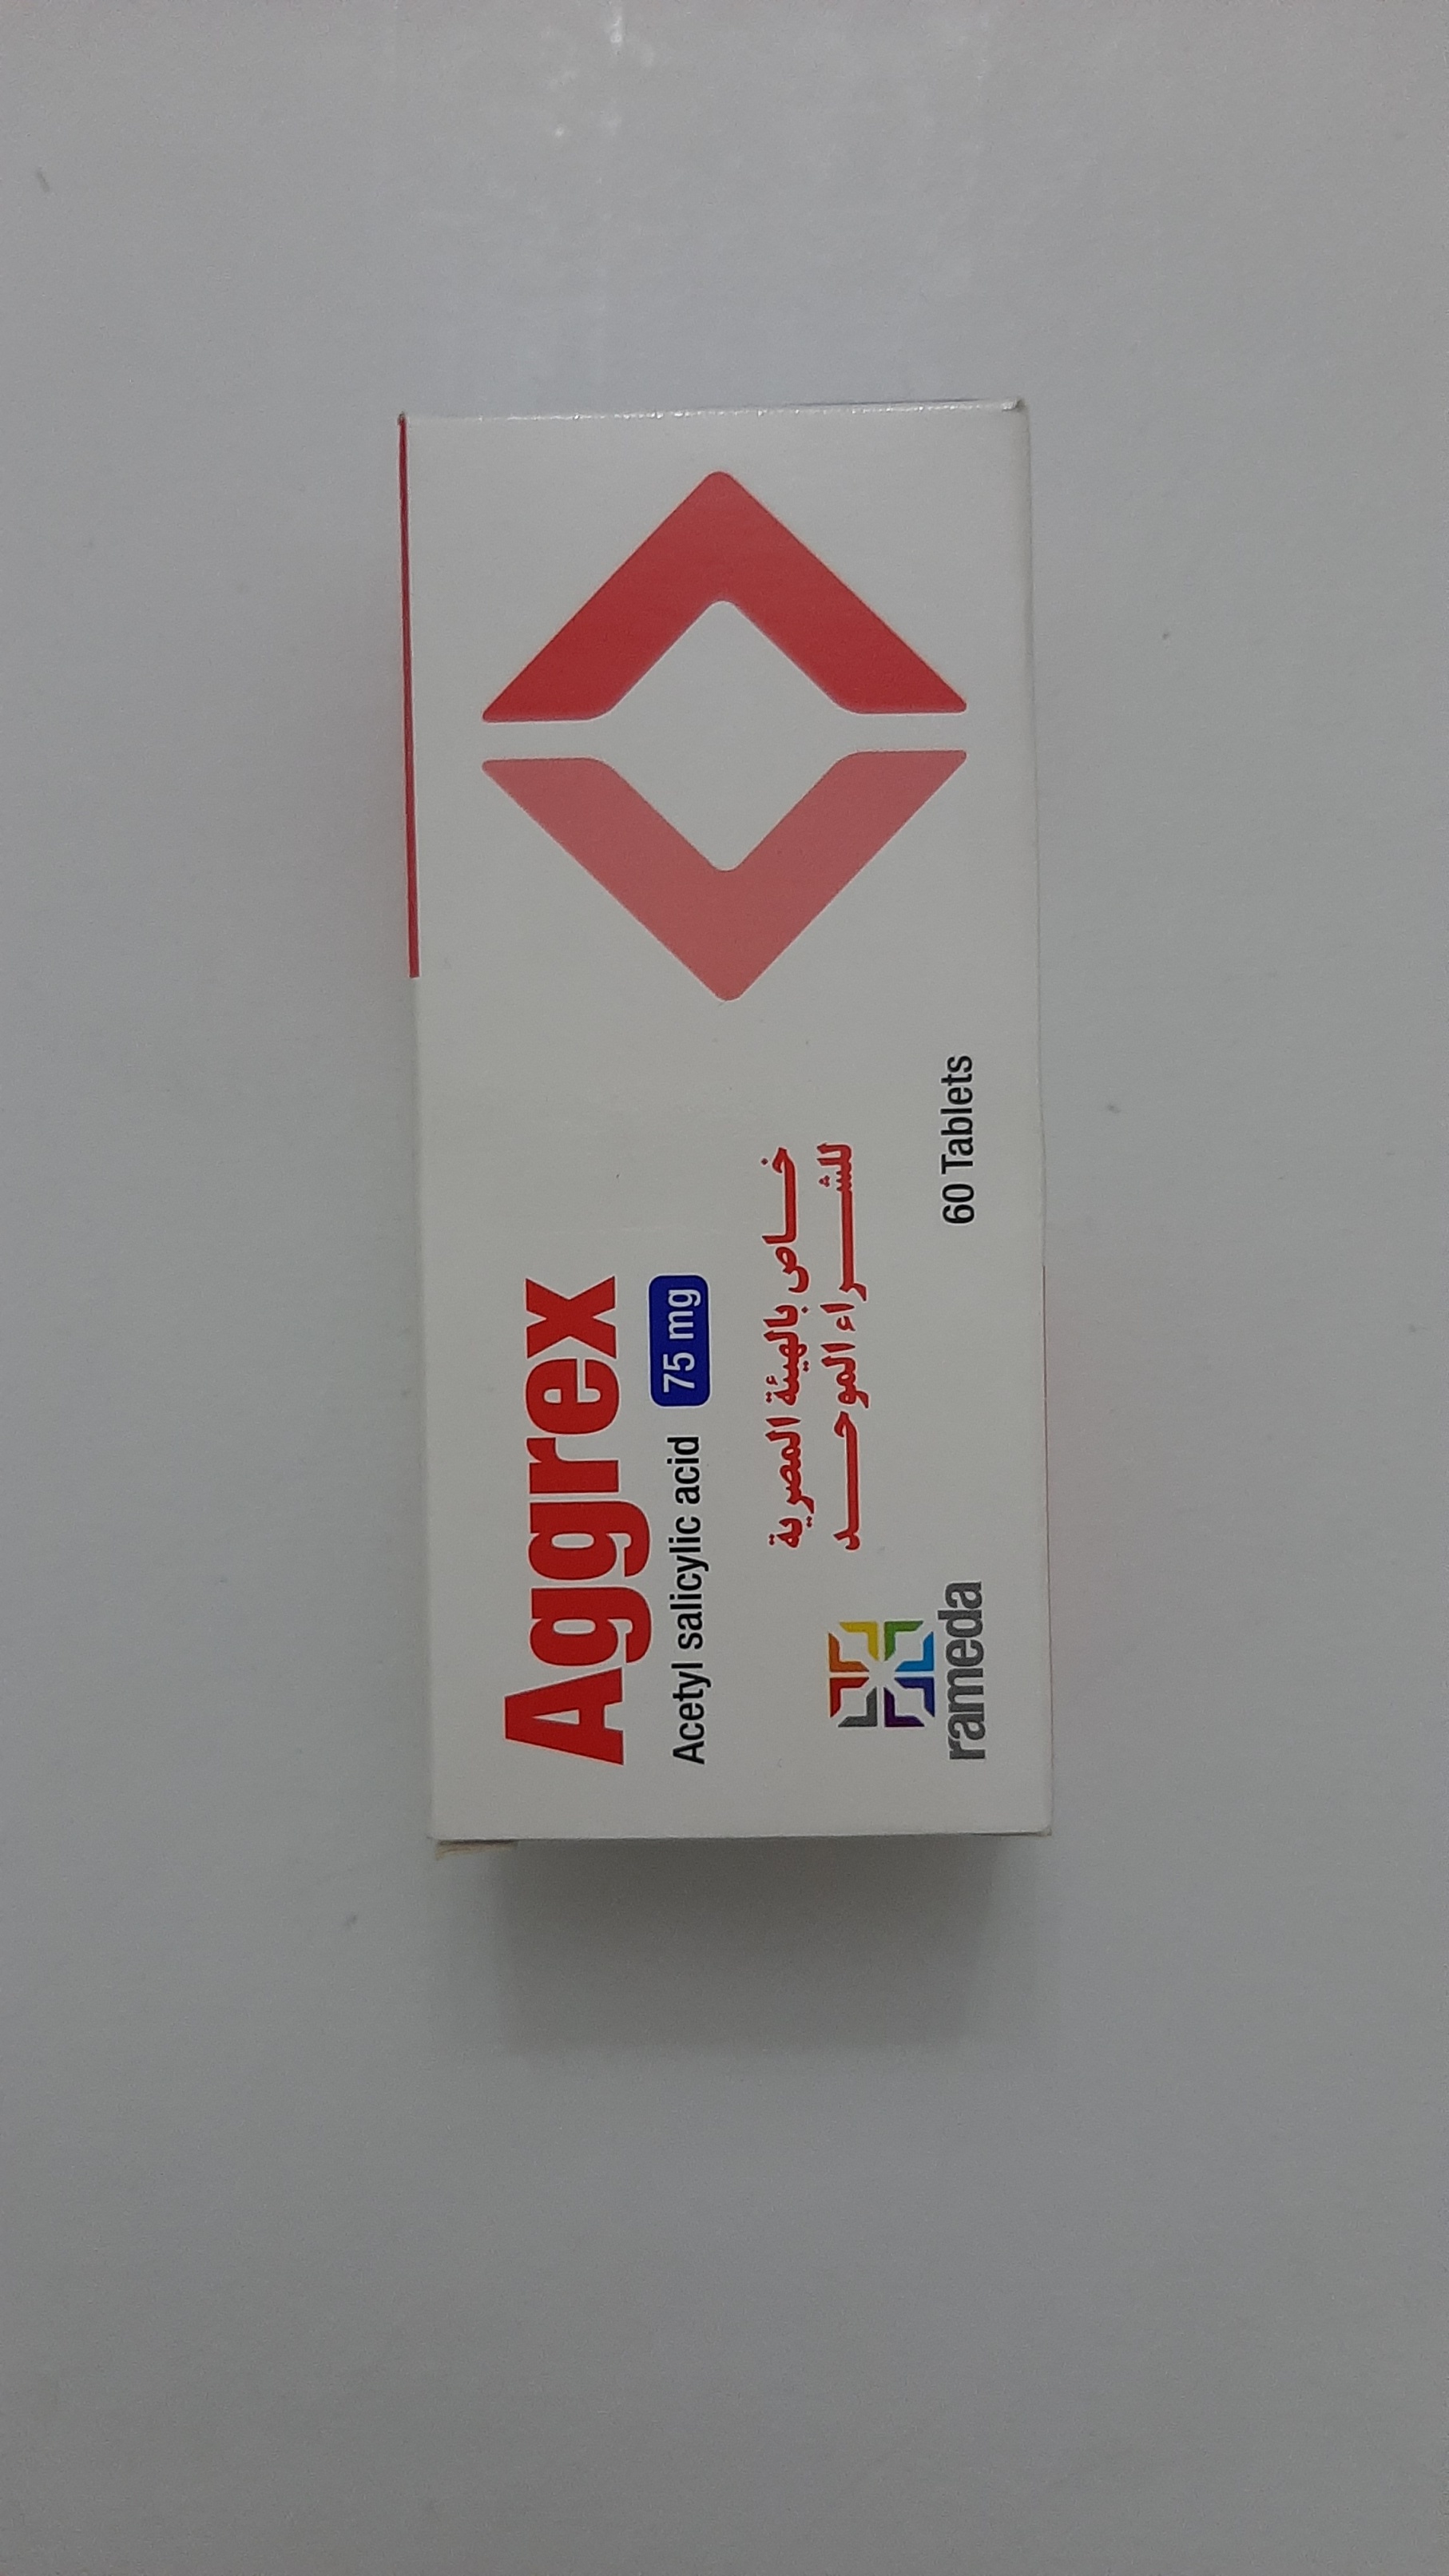 Aggrex
Acetyl salicylic acid 75 mg
خاص بالهيئة المصرية
للشراء الموحد
rameda
60 Tablets